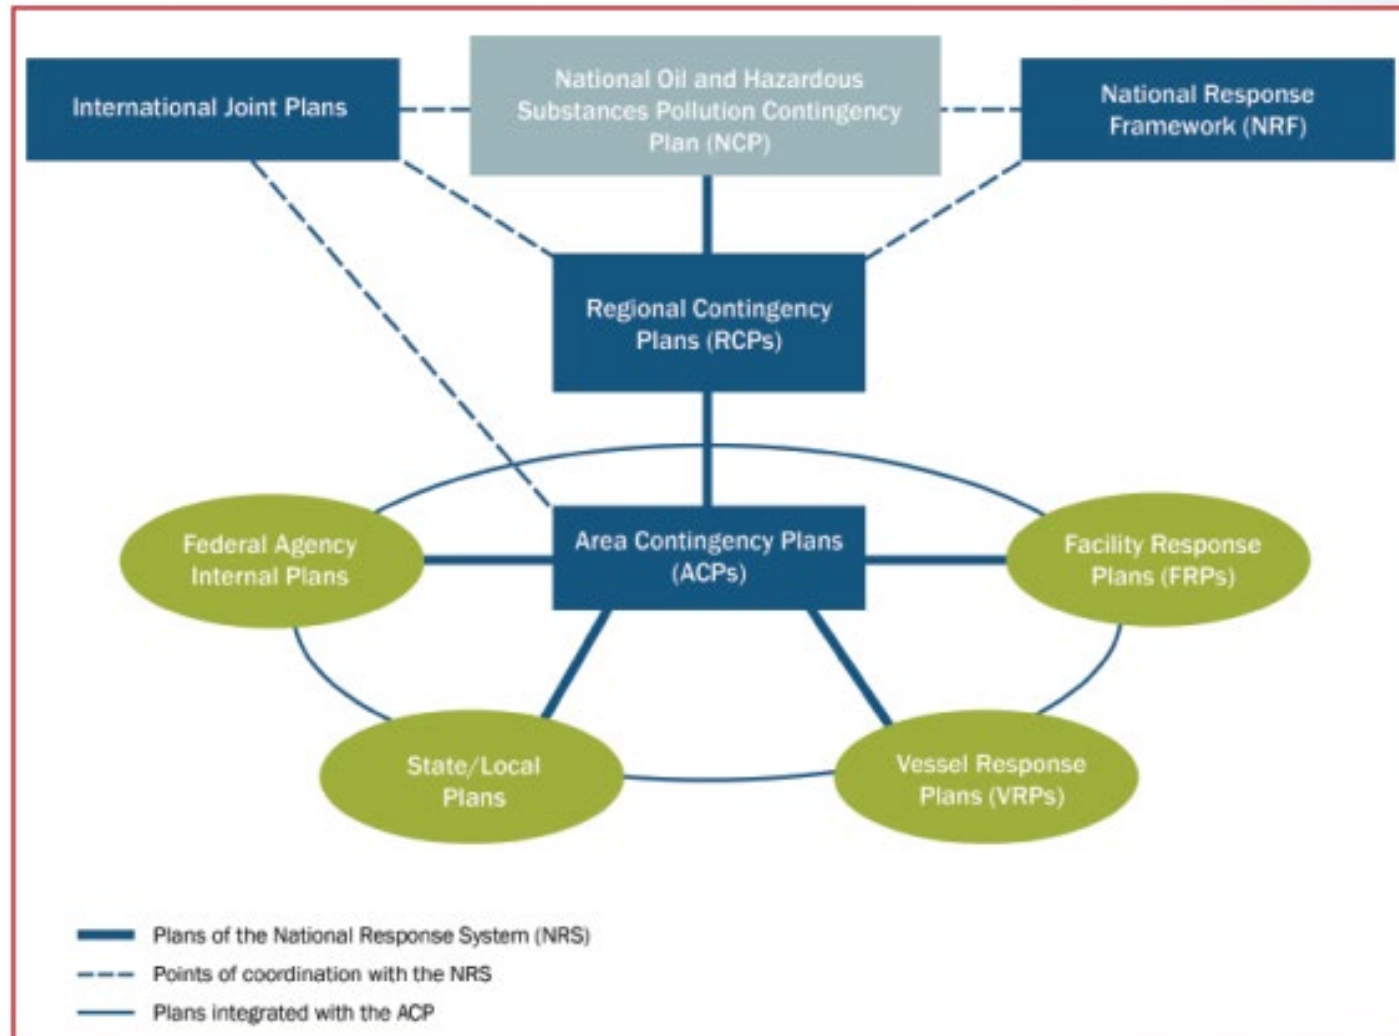 International Joint Plans
National Oil and Hazardous
Substances Pollution Contingency
Plan (NCP)
National Response
Framework (NRF)
Regional Contingency
Plans (RCPs)
Federal Agency
Internal Plans
Area Contingency Plans
(ACPs)
Facility Response
Plans (FRPs)
State/Local
Plans
Vessel Response
Plans (VRPs)
Plans of the National Response System (NRS)
Points of coordination with the NRS
Plans integrated with the ACP